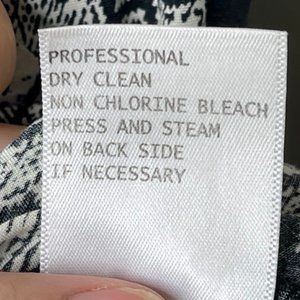 PROFESSIONAL
DRY CLEAN
NON CHLORINE BLEACH
PRESS AND STEAM
ON BACK SIDE
IF NECESSARY